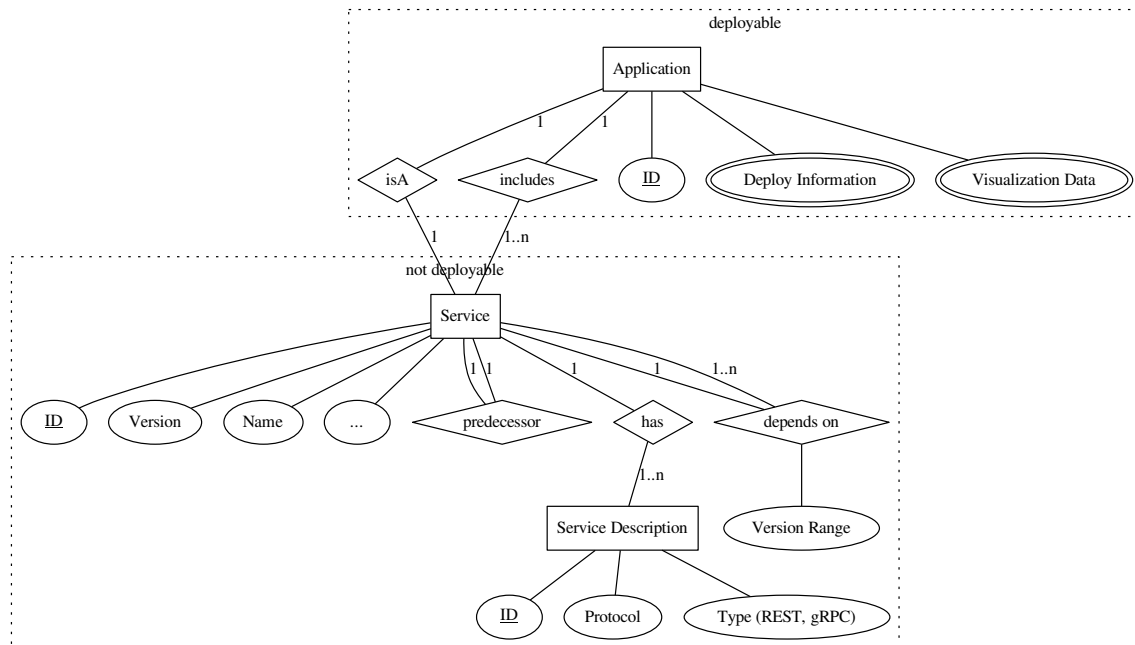 deployable
Application
1
1
isA
includes
ID
Deploy Information
Visualization Data
1
1..n
not deployable
Service
1
1
1
1
1..n
ID
Version
Name
...
predecessor
has
depends on
1..n
Service Description
Version Range
ID
Protocol
Type (REST, gRPC)